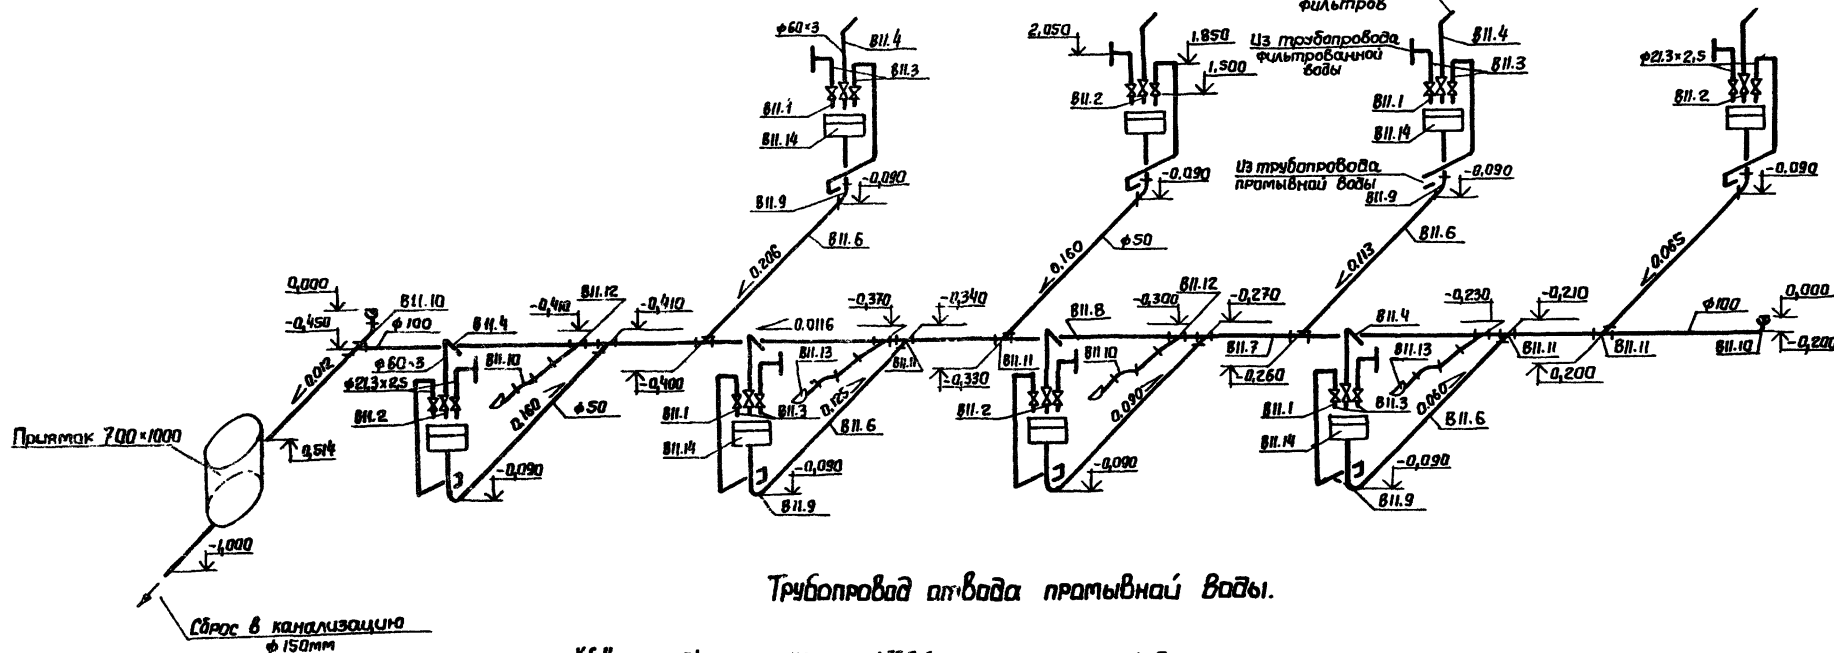 фильтров
ϕ60×3
В11.4
2,050
1.850
Из трубопровода
фильтрованной
воды
В11.4
ϕ21.3×2,5
В11.3
1,500
В11.3
В11.1
В11.2
В11.1
В11.2
В11.14
В11.14
-0,090
-0,090
Из трубопровода
промывной воды
-0,090
-0,090
В11.9
В11.9
В11.6
ϕ50
В11.6
0.206
0.160
0.113
0.065
0,000
В11.10
-0,410
В11.12
-0,410
-0,370
-0,340
В11.12
-0,300
-0,270
-0,230
-0,210
0,000
-0,450
ϕ100
В11.4
0.0116
В11.8
В11.4
ϕ100
0.012
ϕ60×3
В11.10
-0,400
В11.13
В11.11
В11.11
-0,330
В11.10
В11.7
-0,260
В11.13
В11.11
0,200
В11.11
В11.10
-0,200
ϕ21,3×2,5
В11.2
0.160
ϕ50
В11.1
В11.3
0.125
В11.6
В11.2
0.090
В11.1
В11.3
0.060
В11.6
Приямок 700×1000
0,514
В11.14
В11.14
-0,090
-0,090
-0,090
-0,090
В11.9
В11.9
-1,000
Трубопровод отвода промывной воды.
Сброс в канализацию
ϕ150мм